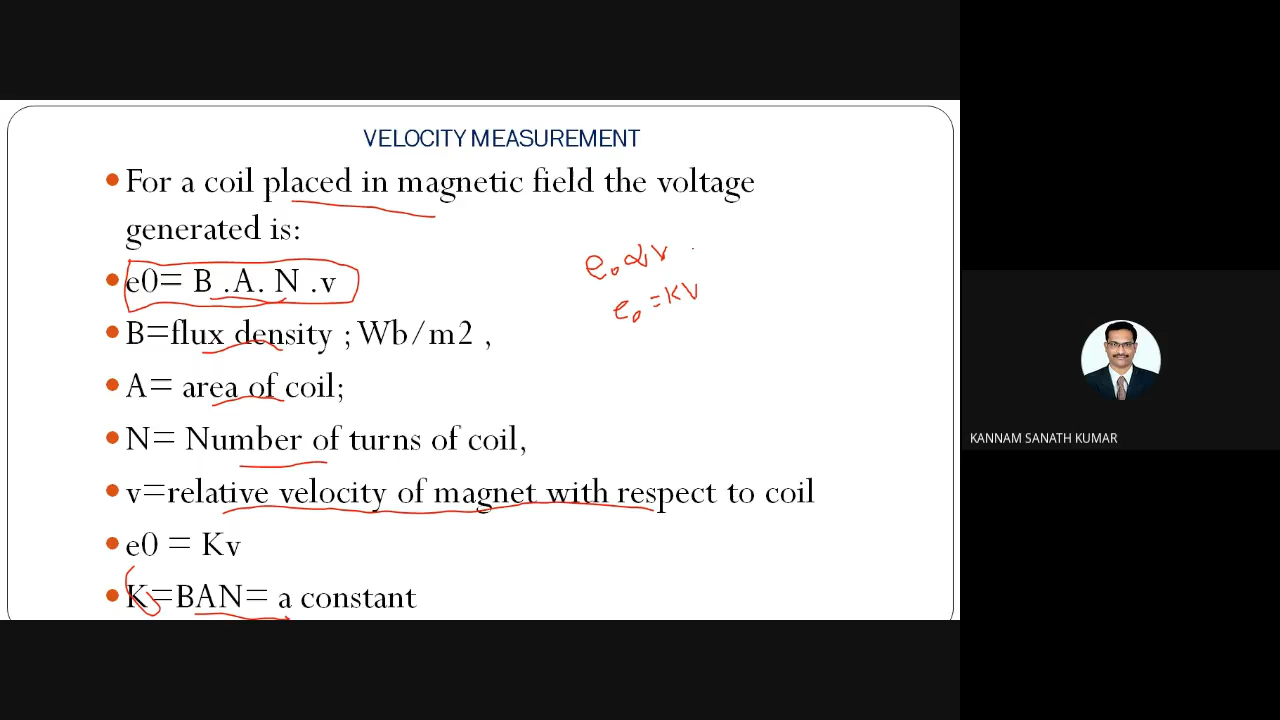 VELOCITY MEASUREMENT
• For a coil placed in magnetic field the voltage
generated is:
• e0= B .A. N .v
e₀ ∝ v
e₀ = KV
• B=flux density ; Wb/m2 ,
• A= area of coil;
• N= Number of turns of coil,
• v=relative velocity of magnet with respect to coil
• e0 = Kv
• K=BAN= a constant
KANNAM SANATH KUMAR